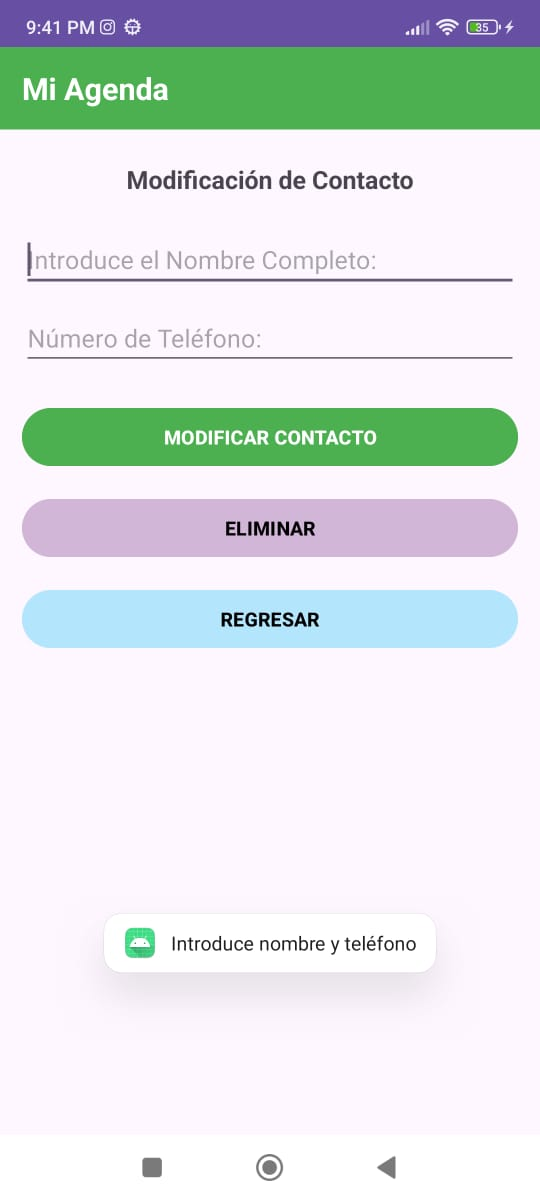 9:41 PM
35
Mi Agenda
Modificación de Contacto
Introduce el Nombre Completo:
Número de Teléfono:
MODIFICAR CONTACTO
ELIMINAR
REGRESAR
Introduce nombre y teléfono